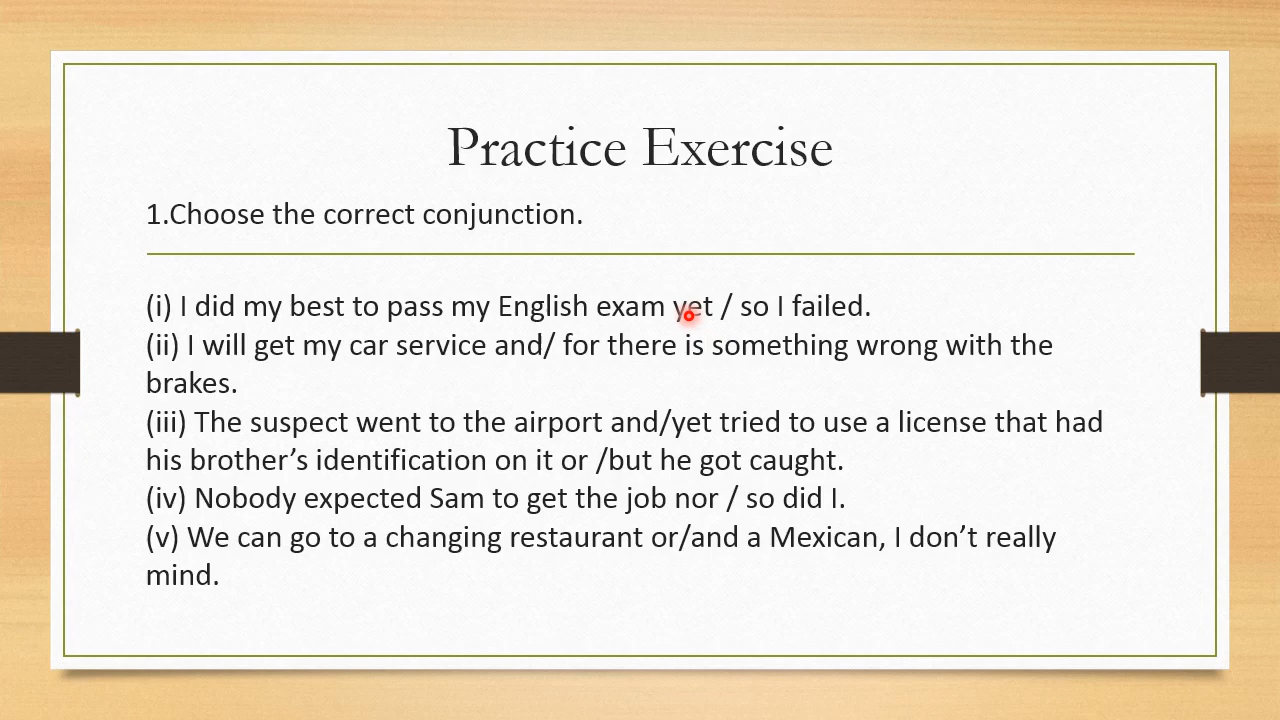 Practice Exercise
1.Choose the correct conjunction.
(i) I did my best to pass my English exam yet / so I failed.
(ii) I will get my car service and/ for there is something wrong with the
brakes.
(iii) The suspect went to the airport and/yet tried to use a license that had
his brother’s identification on it or /but he got caught.
(iv) Nobody expected Sam to get the job nor / so did I.
(v) We can go to a changing restaurant or/and a Mexican, I don’t really
mind.